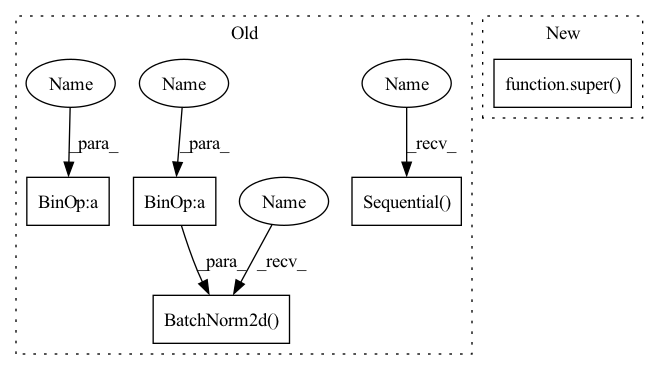 Old
New
Name
Name
Name
function.super()
_para_
_para_
_recv_
BinOp:a
BinOp:a
Name
Sequential()
_para_
_recv_
BatchNorm2d()